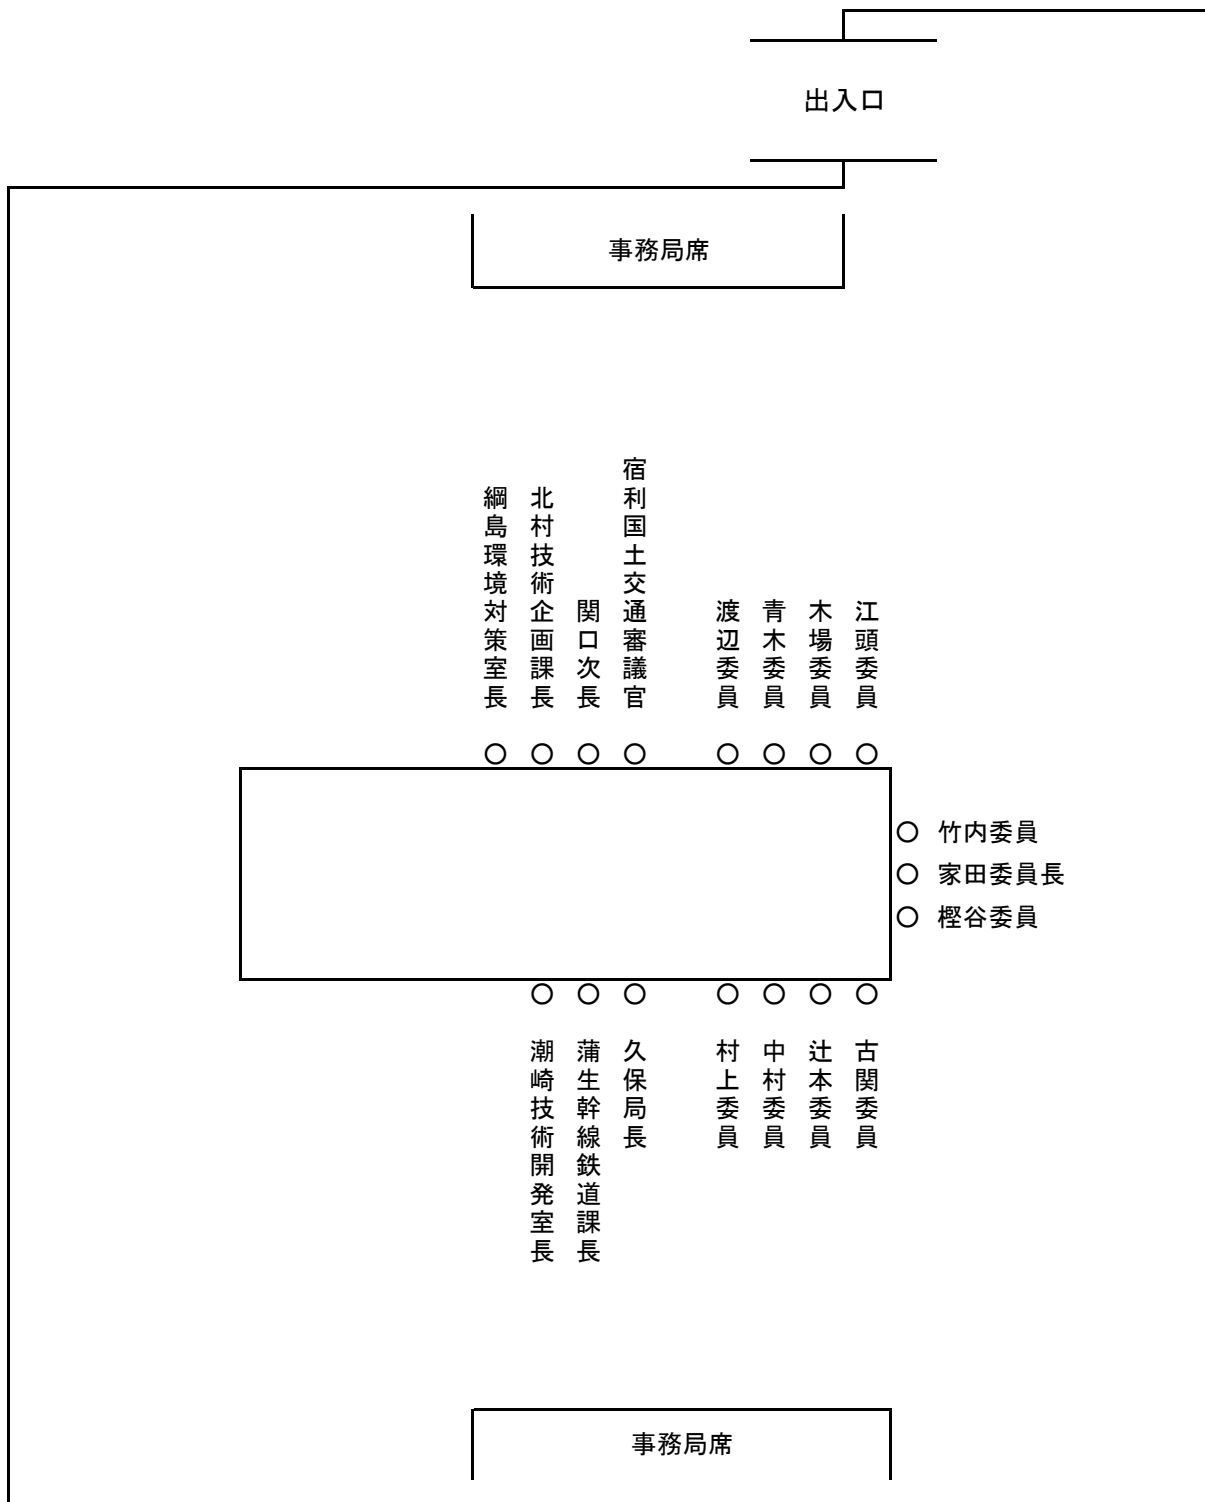 出入口
事務局席
綱島環境対策室長
北村技術企画課長
関口次長
宿利国土交通審議官
渡辺委員
青木委員
木場委員
江頭委員
竹内委員
家田委員長
樫谷委員
潮崎技術開発室長
蒲生幹線鉄道課長
久保局長
村上委員
中村委員
辻本委員
古関委員
事務局席